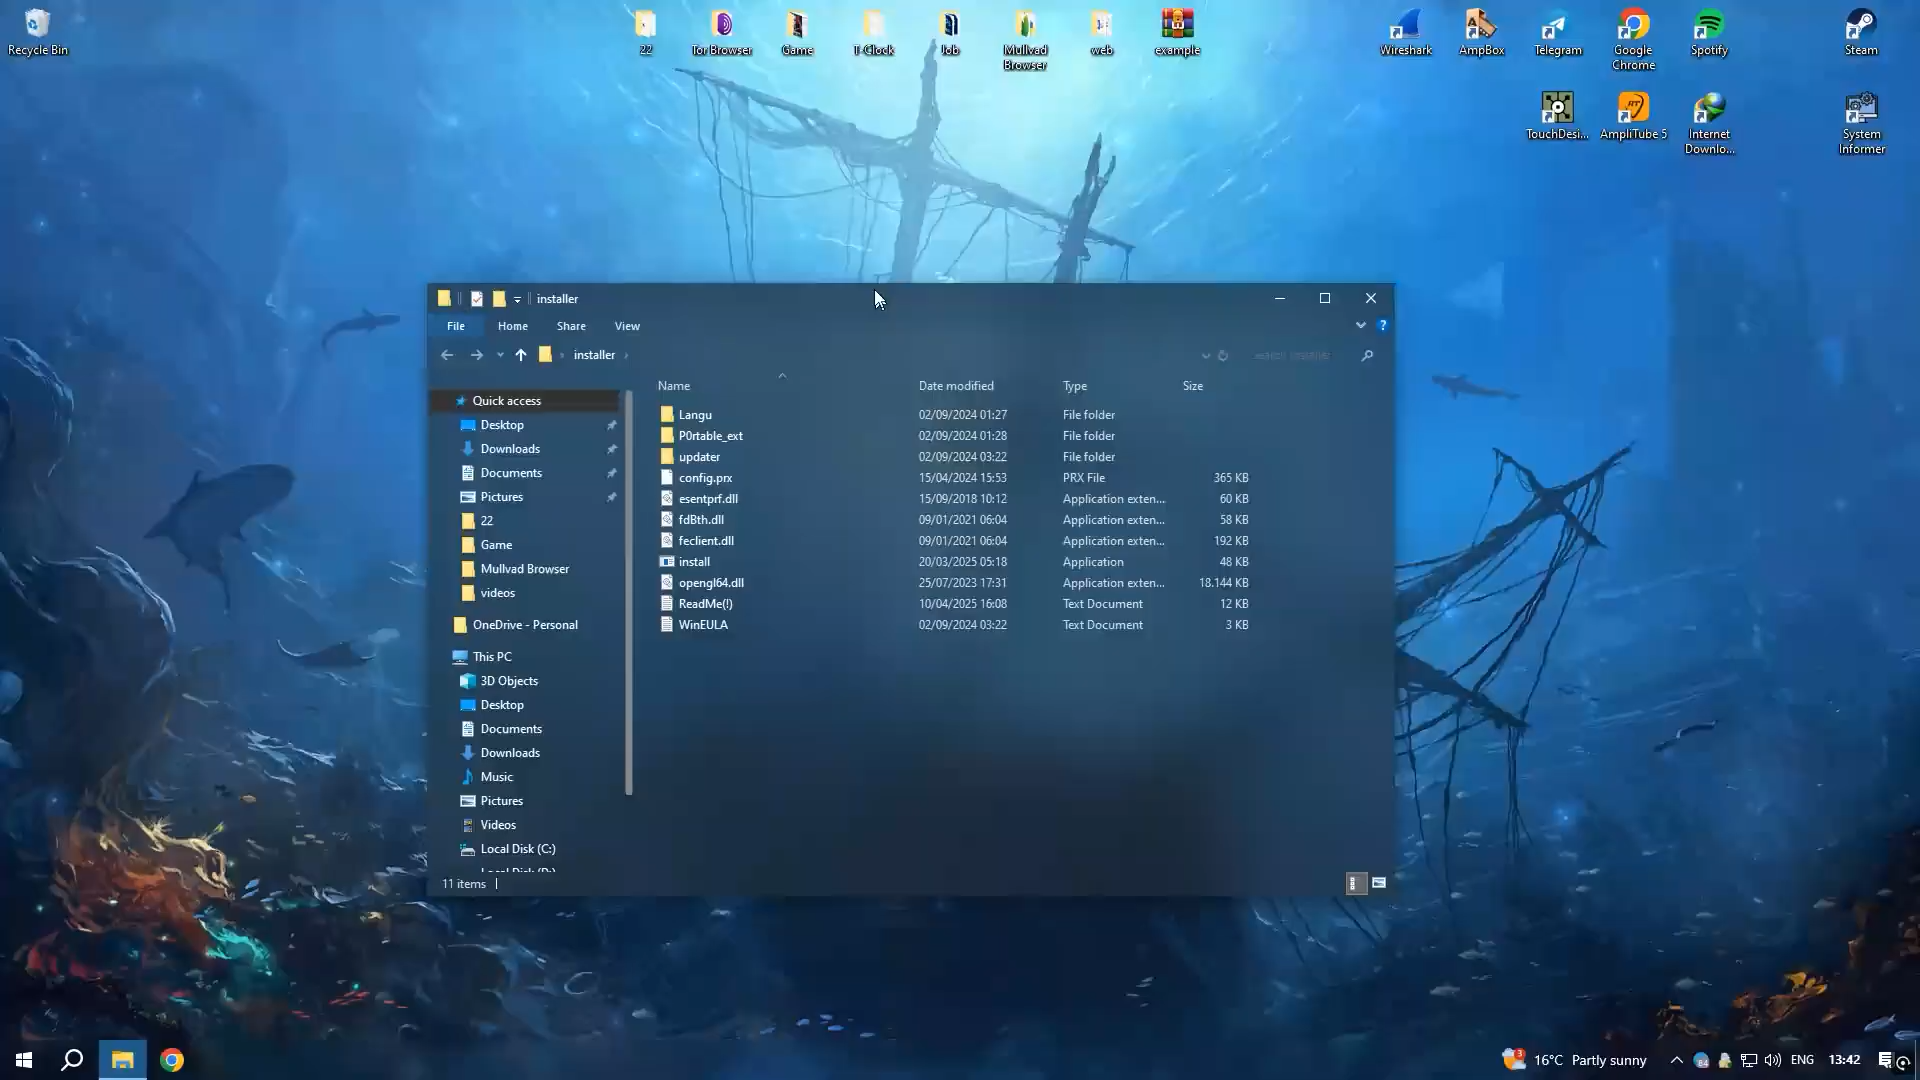 Recycle Bin
22
Tor Browser
Game
T-Clock
Job
Mullvad
Browser
web
example
Wireshark
AmpBox
Telegram
Google
Chrome
Spotify
Steam
TouchDesi...
AmpliTube 5
Internet
Downlo...
System
Informer
installer
File
Home
Share
View
installer
Search installer
Name
Date modified
Type
Size
Quick access
Desktop
Downloads
Documents
Pictures
22
Game
Mullvad Browser
videos
OneDrive - Personal
This PC
3D Objects
Desktop
Documents
Downloads
Music
Pictures
Videos
Local Disk (C:)
Local Disk (D:)
Langu 02/09/2024 01:27 File folder
P0rtable_ext 02/09/2024 01:28 File folder
updater 02/09/2024 03:22 File folder
config.prx 15/04/2024 15:53 PRX File 365 KB
esentprf.dll 15/09/2018 10:12 Application exten... 60 KB
fdBth.dll 09/01/2021 06:04 Application exten... 58 KB
feclient.dll 09/01/2021 06:04 Application exten... 192 KB
install 20/03/2025 05:18 Application 48 KB
opengl64.dll 25/07/2023 17:31 Application exten... 18.144 KB
ReadMe(!) 10/04/2025 16:08 Text Document 12 KB
WinEULA 02/09/2024 03:22 Text Document 3 KB
11 items
3
16°C Partly sunny
84
ENG
13:42